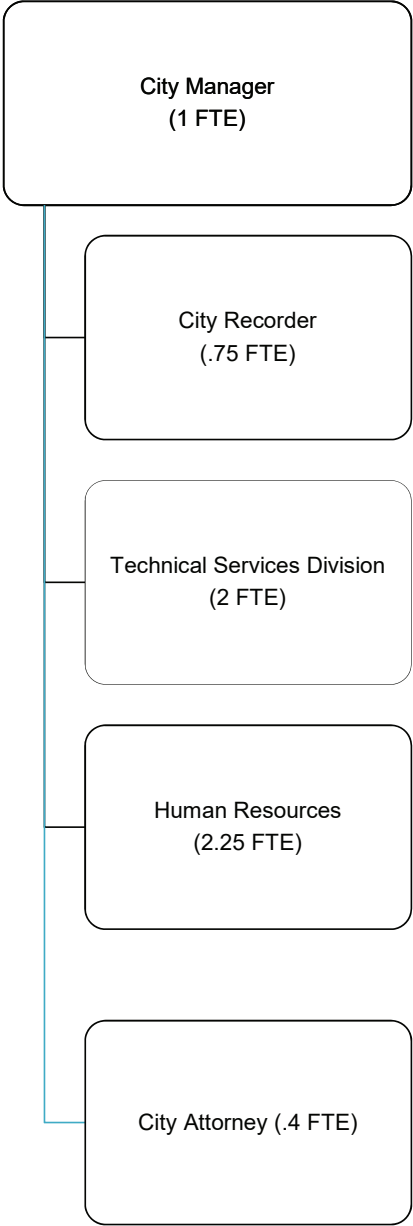 City Manager
(1 FTE)
City Recorder
(.75 FTE)
Technical Services Division
(2 FTE)
Human Resources
(2.25 FTE)
City Attorney (.4 FTE)